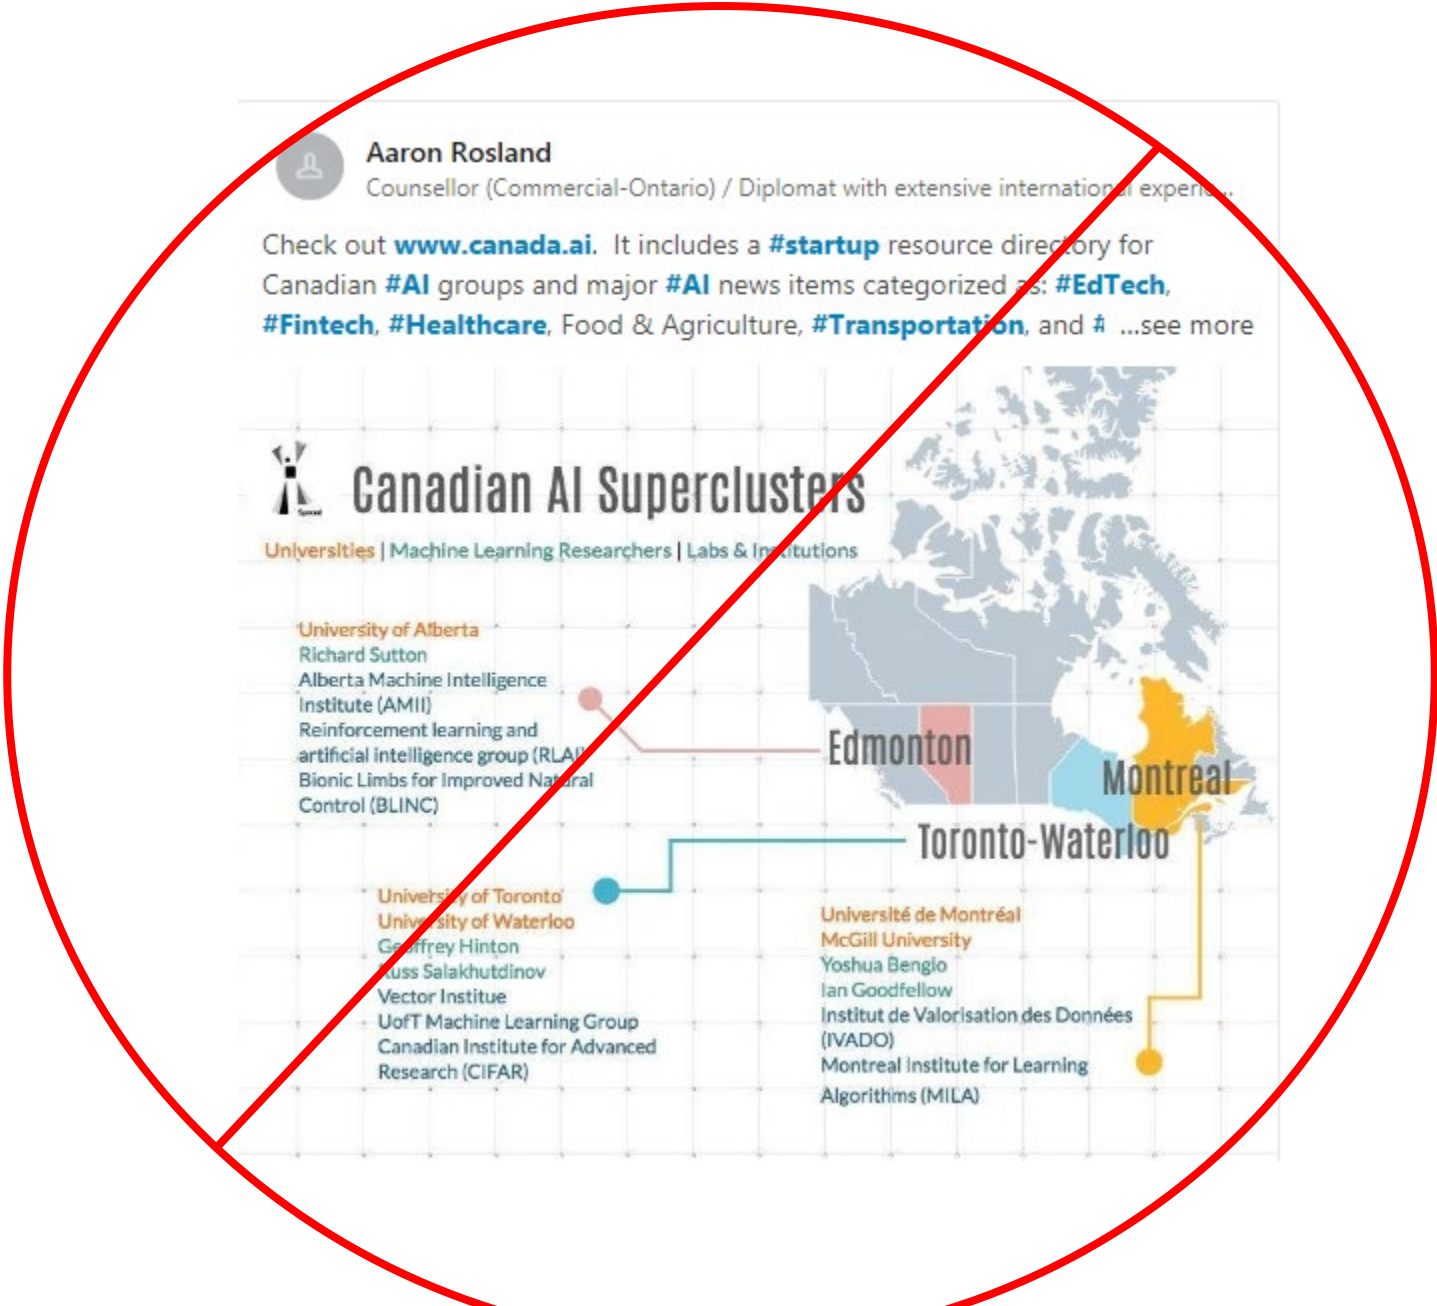 Aaron Rosland
Counsellor (Commercial-Ontario) / Diplomat with extensive international experie...
Check out www.canada.ai. It includes a #startup resource directory for
Canadian #AI groups and major #AI news items categorized as: #EdTech,
#Fintech, #Healthcare, Food & Agriculture, #Transportation, and # ...see more
Canadian AI Superclusters
Universities | Machine Learning Researchers | Labs & Institutions
University of Alberta
Richard Sutton
Alberta Machine Intelligence
Institute (AMII)
Reinforcement learning and
artificial intelligence group (RLAI)
Bionic Limbs for Improved Natural
Control (BLINC)
Edmonton
Montreal
Toronto-Waterloo
University of Toronto
University of Waterloo
Geoffrey Hinton
Russ Salakhutdinov
Vector Institue
UofT Machine Learning Group
Canadian Institute for Advanced
Research (CIFAR)
Université de Montréal
McGill University
Yoshua Bengio
Ian Goodfellow
Institut de Valorisation des Données
(IVADO)
Montreal Institute for Learning
Algorithms (MILA)